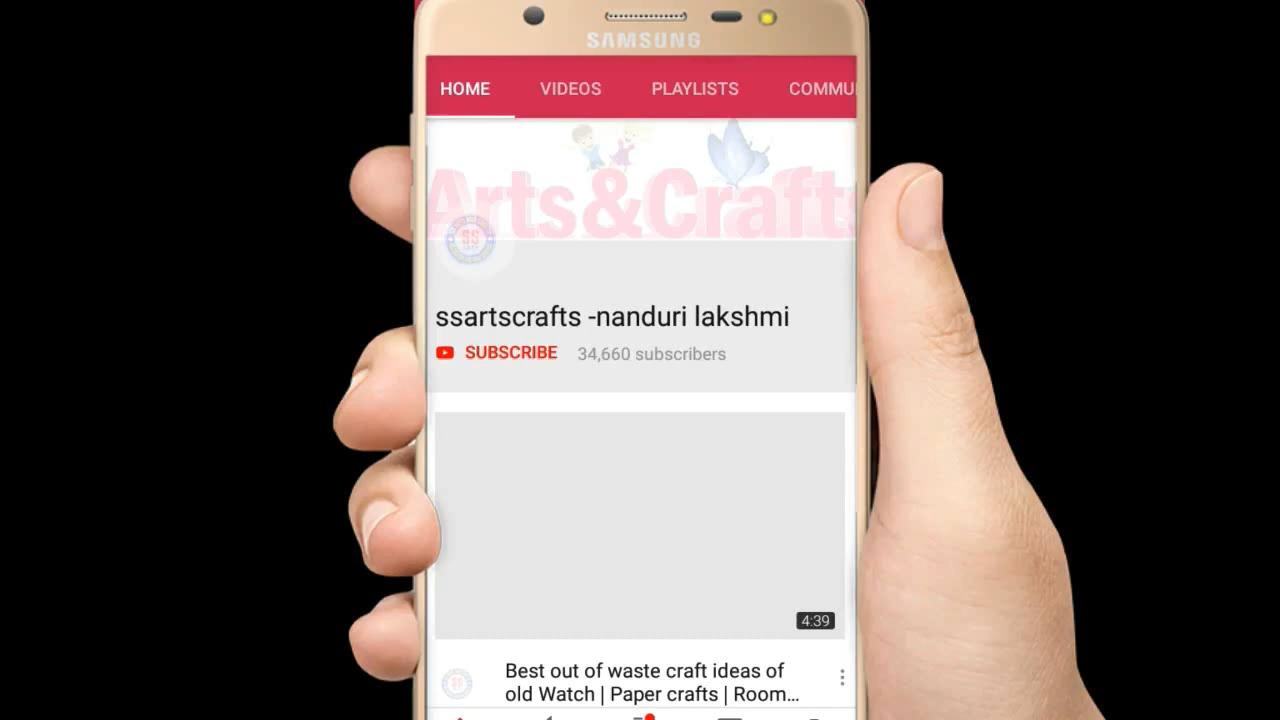 SAMSUNG
HOME VIDEOS PLAYLISTS COMMU
Arts&Crafts
SS
ssartscrafts -nanduri lakshmi
SUBSCRIBE 34,660 subscribers
4:39
Best out of waste craft ideas of
old Watch | Paper crafts | Room...